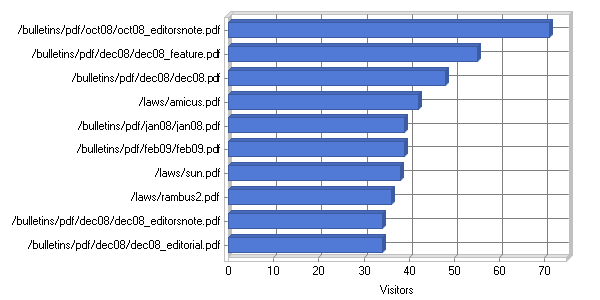 /bulletins/pdf/oct08/oct08_editorsnote.pdf
/bulletins/pdf/dec08/dec08_feature.pdf
/bulletins/pdf/dec08/dec08.pdf
/laws/amicus.pdf
/bulletins/pdf/jan08/jan08.pdf
/bulletins/pdf/feb09/feb09.pdf
/laws/sun.pdf
/laws/rambus2.pdf
/bulletins/pdf/dec08/dec08_editorsnote.pdf
/bulletins/pdf/dec08/dec08_editorial.pdf
0 10 20 30 40 50 60 70
Visitors